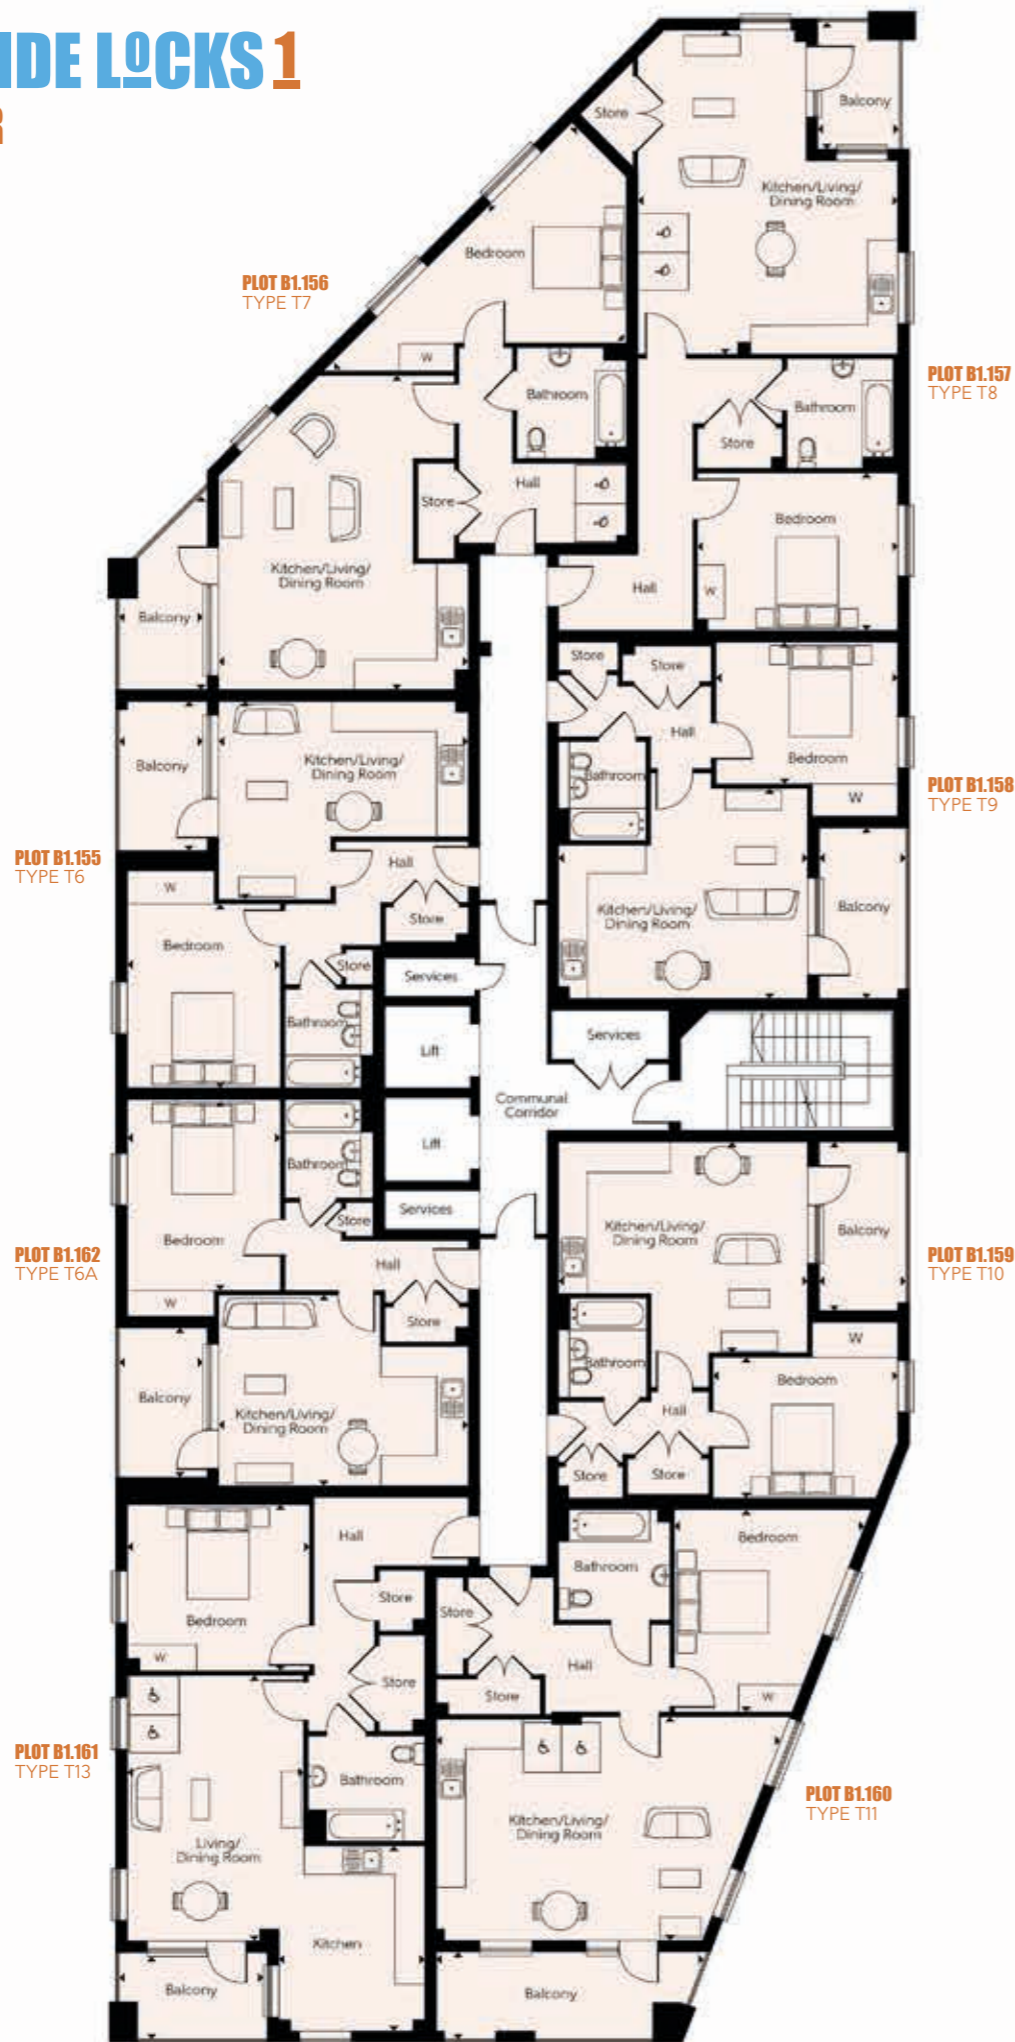 IDE LOCKS 1
R
Balcony
Store
Kitchen/Living/
Dining Room
Bedroom
PLOT B1.156
TYPE T7
W
Bathroom
PLOT B1.157
TYPE T8
Bathroom
Store
Store
Hall
Bedroom
Kitchen/Living/
Dining Room
W
Hall
Balcony
Store
Store
Hall
Bedroom
Balcony
Kitchen/Living/
Dining Room
Bathroom
W
PLOT B1.158
TYPE T9
PLOT B1.155
TYPE T6
Hall
W
Store
Kitchen/Living/
Dining Room
Balcony
Bedroom
Store
Services
Bathroom
Services
Lift
Communal
Corridor
Lift
Bathroom
Store
Services
Bedroom
PLOT B1.162
TYPE T6A
Hall
W
Store
Kitchen/Living/
Dining Room
Balcony
PLOT B1.159
TYPE T10
W
Bathroom
Bedroom
Balcony
Kitchen/Living/
Dining Room
Hall
Store
Store
Hall
Bedroom
Bathroom
Store
Store
Bedroom
W
Hall
Store
Store
W
PLOT B1.161
TYPE T13
Bathroom
Living/
Dining Room
Kitchen/Living/
Dining Room
PLOT B1.160
TYPE T11
Kitchen
Balcony
Balcony